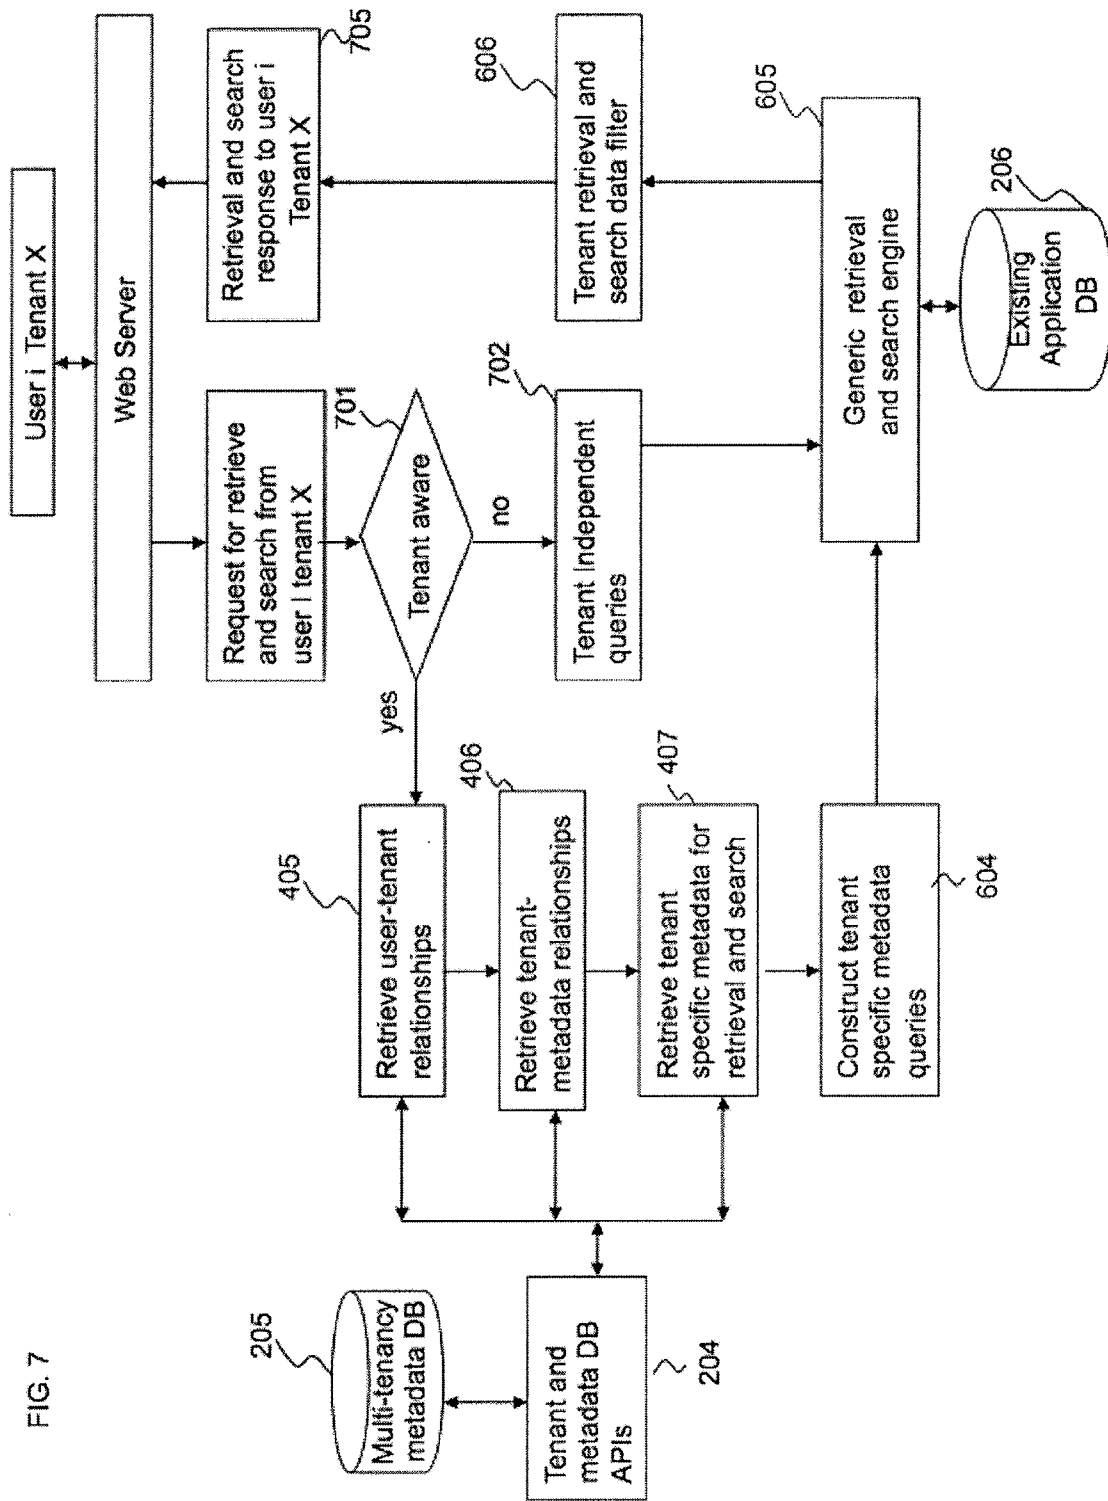 FIG. 7
User i  Tenant X
Web Server
Request for retrieve
and search from
user I tenant X
Retrieval and search
response to user i
Tenant X
705
Tenant aware
701
yes
no
Multi-tenancy
metadata DB
205
Tenant and
metadata DB
APIs
204
Retrieve user-tenant
relationships
405
Retrieve tenant-
metadata relationships
406
Retrieve tenant
specific metadata for
retrieval and search
407
Construct tenant
specific metadata
queries
604
Tenant Independent
queries
702
Tenant retrieval and
search data filter
606
Generic retrieval
and search engine
605
Existing
Application
DB
206